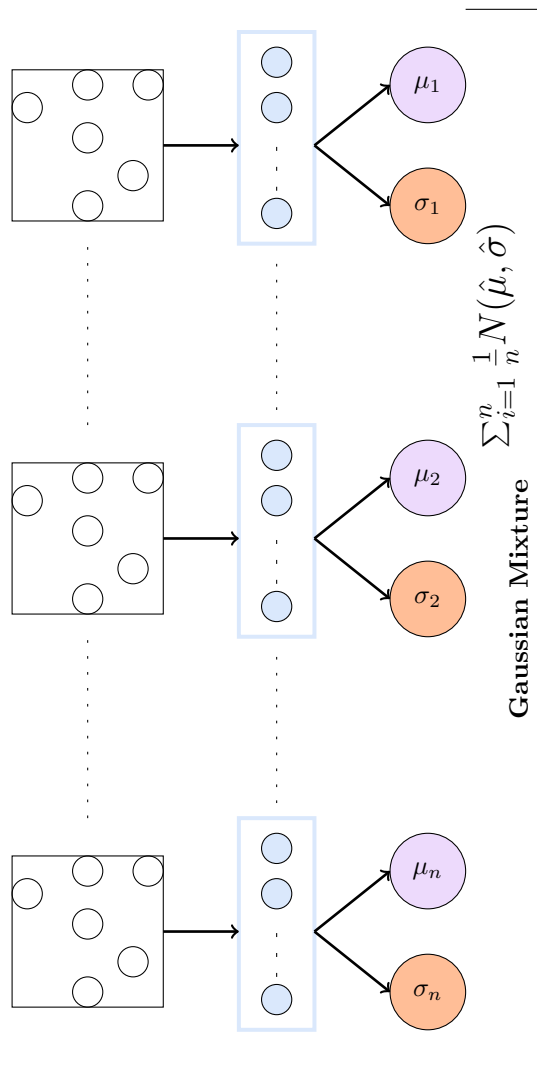 μ₁
σ₁
μ₂
σ₂
μₙ
σₙ
∑ⁿᵢ₌₁ 1/n N(μ̂, σ̂)
Gaussian Mixture